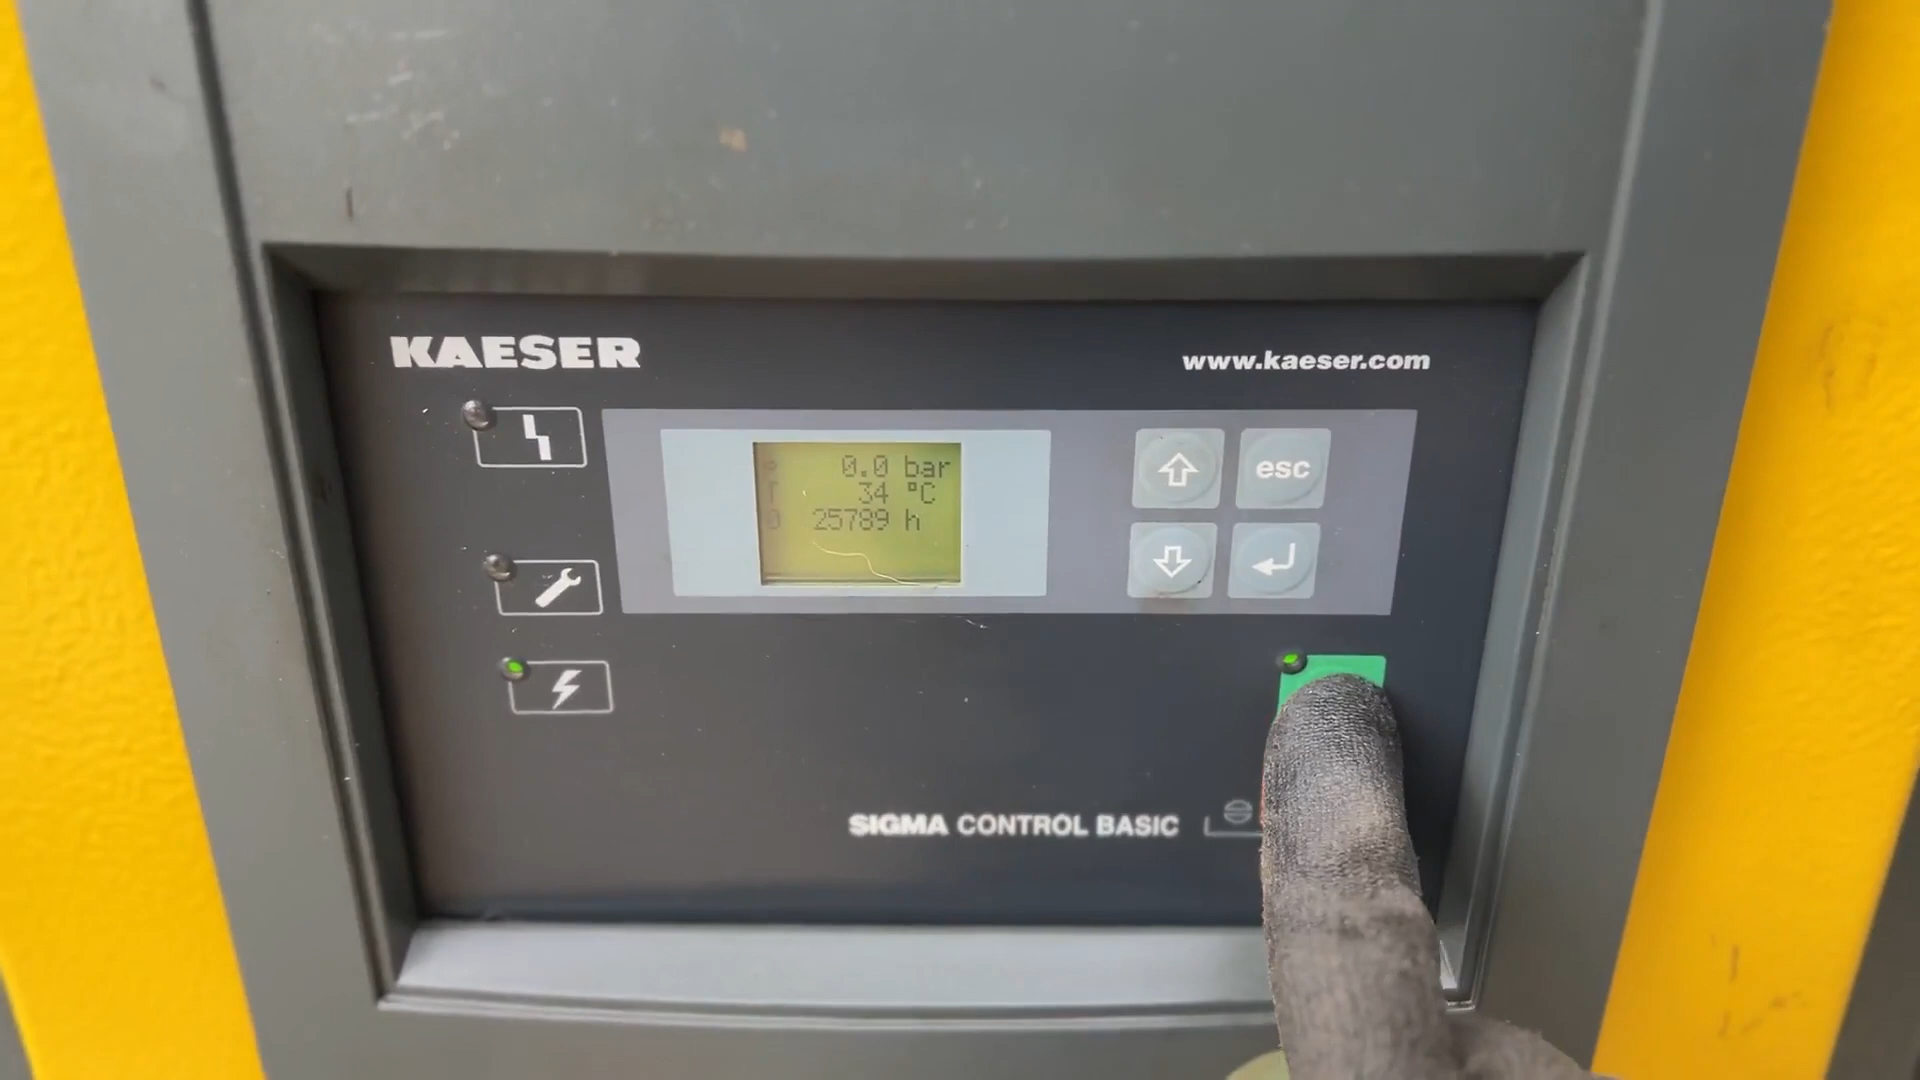 KAESER
www.kaeser.com
P 0.0 bar
T 34 °C
25789 h
esc
SIGMA CONTROL BASIC